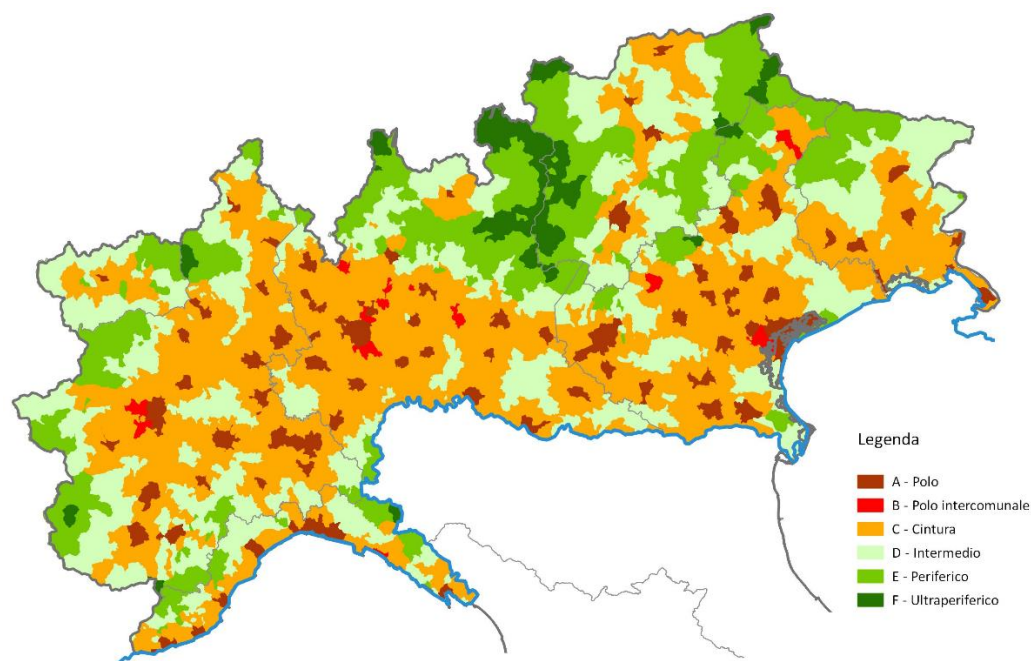 Legenda
A - Polo
B - Polo intercomunale
C - Cintura
D - Intermedio
E - Periferico
F - Ultraperiferico